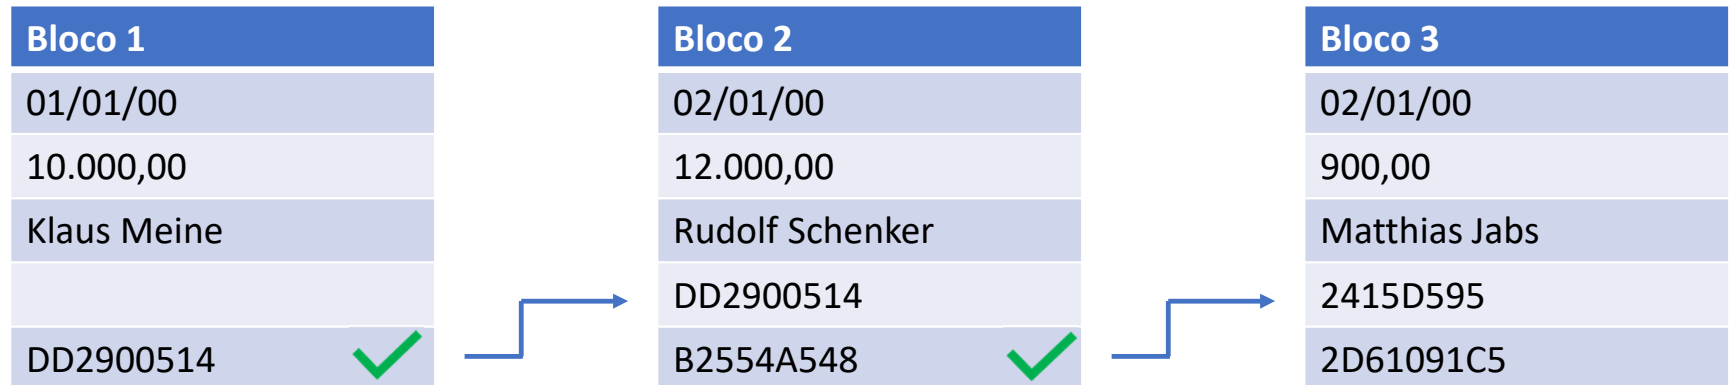 Bloco 1
01/01/00
10.000,00
Klaus Meine
DD2900514
Bloco 2
02/01/00
12.000,00
Rudolf Schenker
DD2900514
B2554A548
Bloco 3
02/01/00
900,00
Matthias Jabs
2415D595
2D61091C5